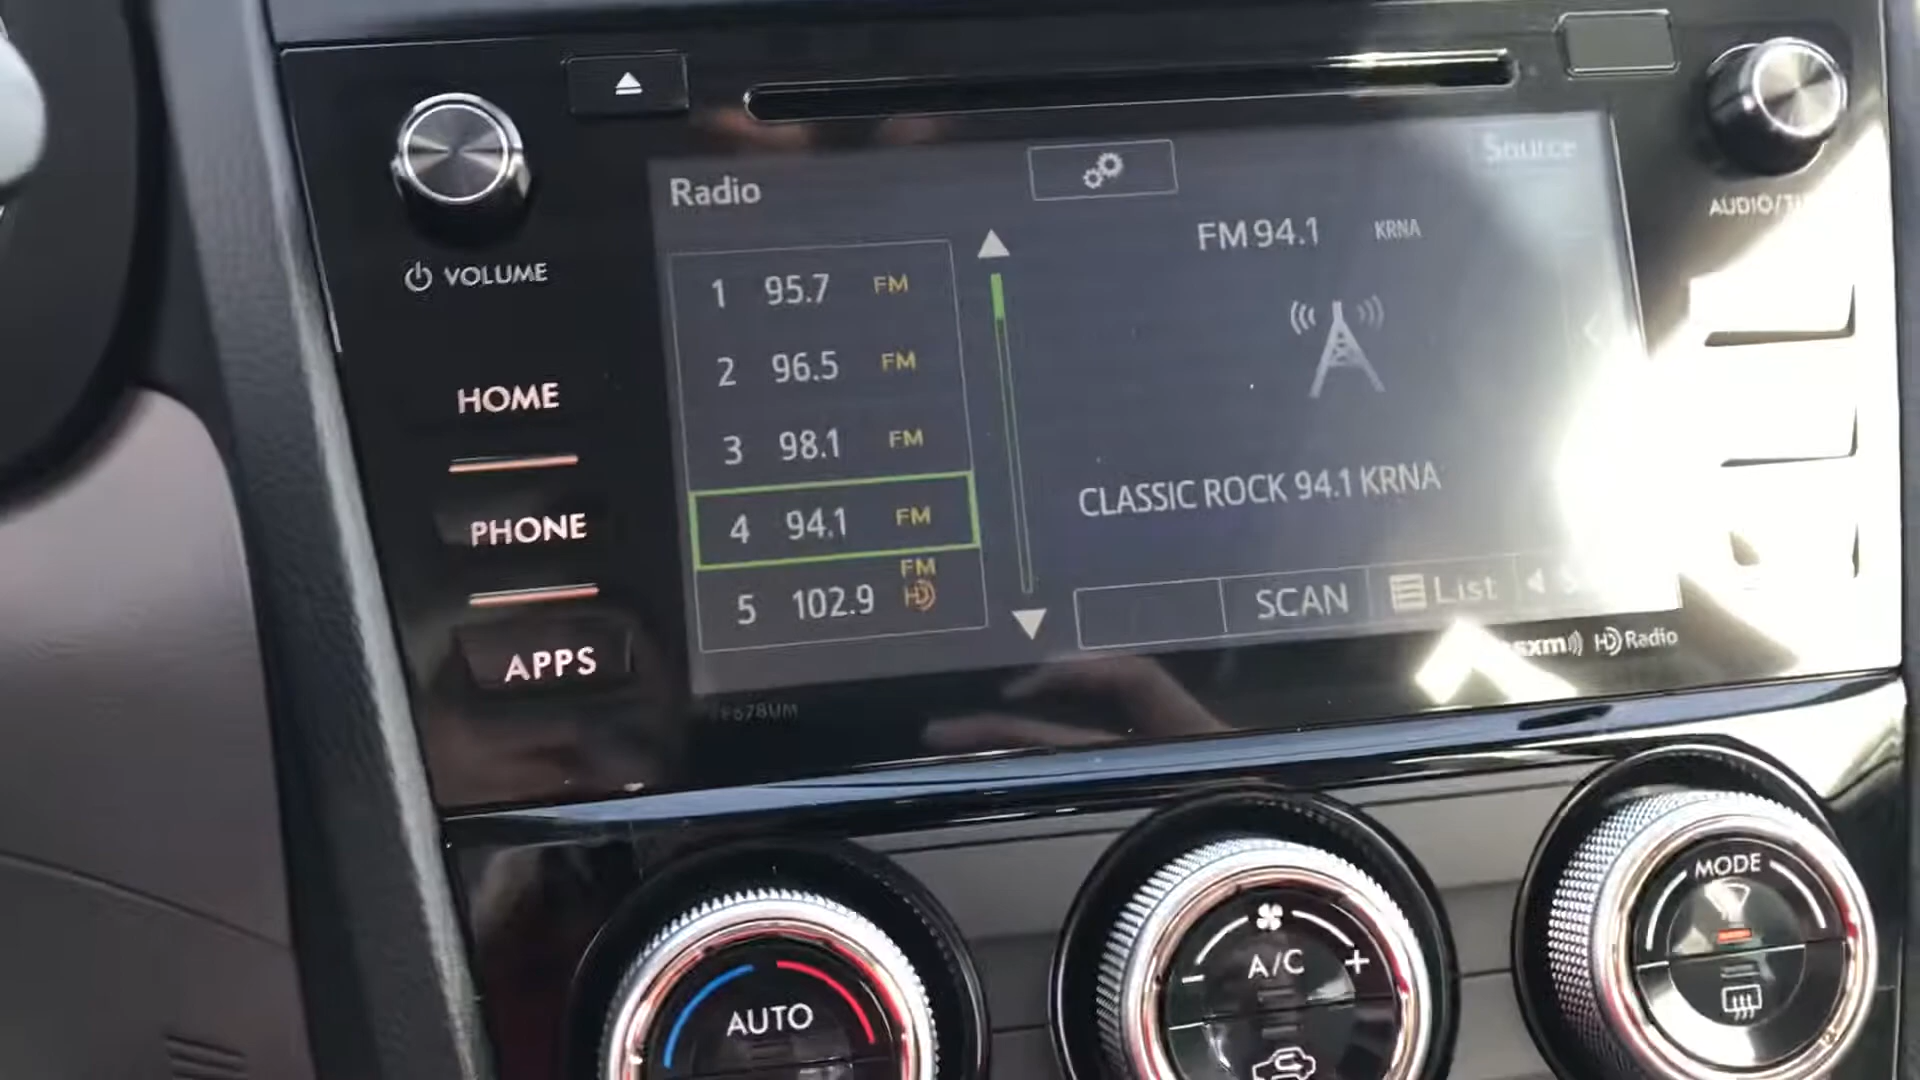 Source
Radio
AUDIO/
FM 94.1 KRNA
VOLUME
1 95.7 FM
2 96.5 FM
3 98.1 FM
4 94.1 FM
5 102.9 FM HD
HOME
PHONE
APPS
CLASSIC ROCK 94.1 KRNA
SCAN List
sxm HD Radio
MODE
A/C
AUTO